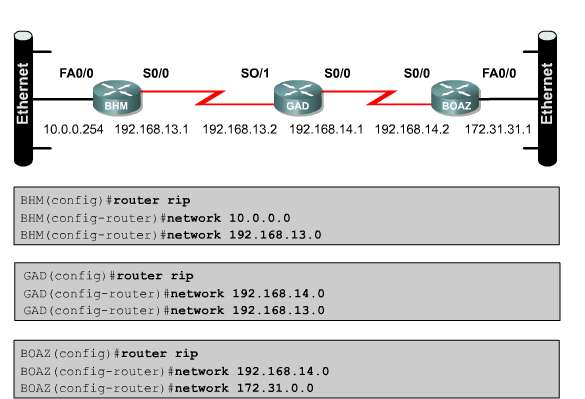 Ethernet
FA0/0 S0/0 SO/1 S0/0 S0/0 FA0/0
BHM GAD BOAZ
10.0.0.254 192.168.13.1 192.168.13.2 192.168.14.1 192.168.14.2 172.31.31.1
Ethernet
BHM(config)#router rip
BHM(config-router)#network 10.0.0.0
BHM(config-router)#network 192.168.13.0
GAD(config)#router rip
GAD(config-router)#network 192.168.14.0
GAD(config-router)#network 192.168.13.0
BOAZ(config)#router rip
BOAZ(config-router)#network 192.168.14.0
BOAZ(config-router)#network 172.31.0.0